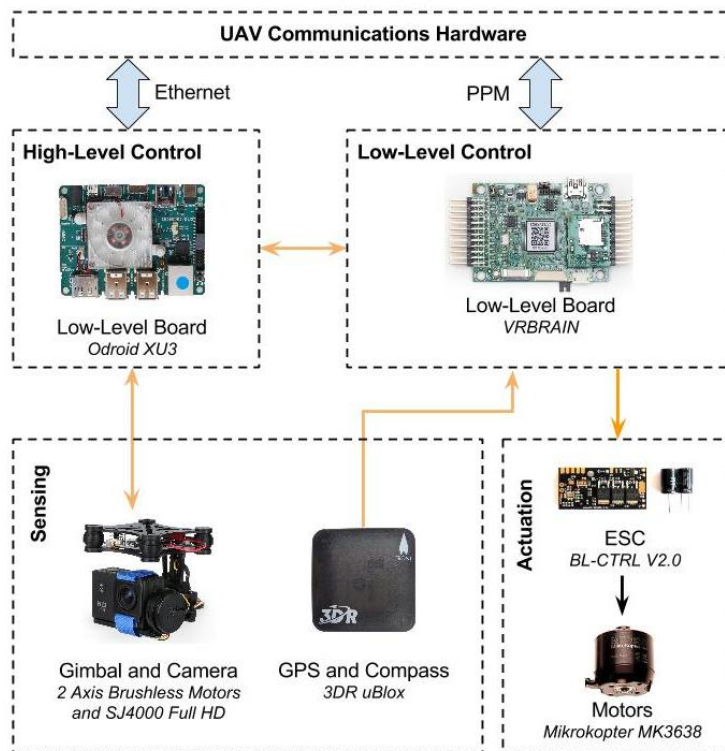 UAV Communications Hardware
Ethernet
PPM
High-Level Control
Low-Level Board
Odroid XU3
Low-Level Control
Low-Level Board
VRBRAIN
Sensing
Gimbal and Camera
2 Axis Brushless Motors
and SJ4000 Full HD
3DR
GPS and Compass
3DR uBlox
Actuation
ESC
BL-CTRL V2.0
Motors
Mikrokopter MK3638